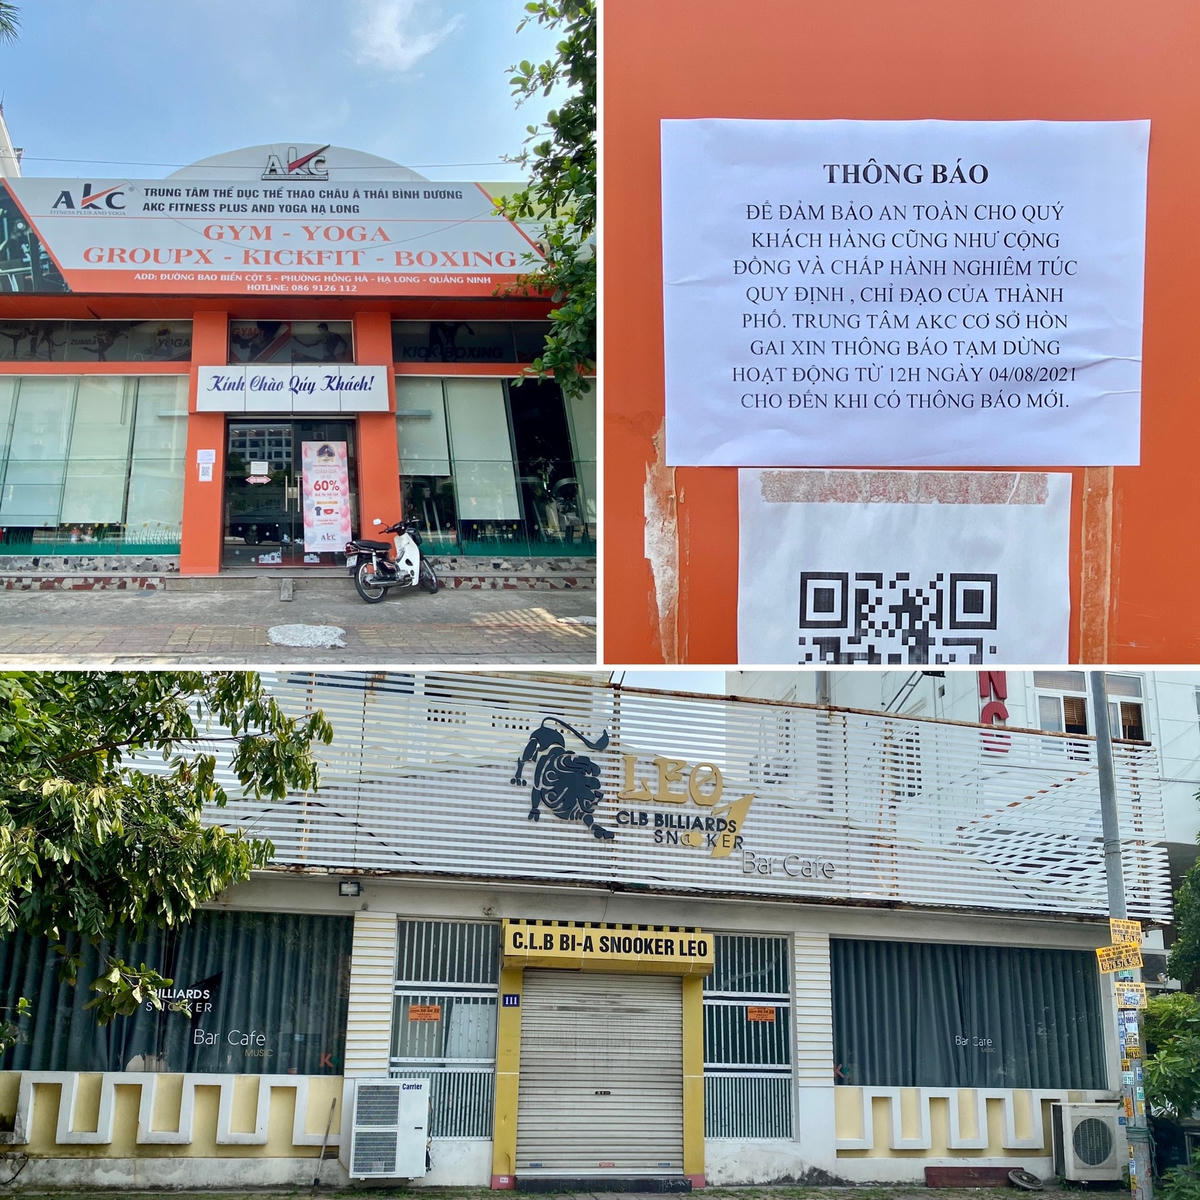 AKC
AKC
FITNESS PLUS AND YOGA
TRUNG TÂM THỂ DỤC THỂ THAO CHÂU Á THÁI BÌNH DƯƠNG
AKC FITNESS PLUS AND YOGA HẠ LONG
GYM - YOGA
GROUPX - KICKFIT - BOXING
ADD: ĐƯỜNG BAO BIỂN CỘT 5 - PHƯỜNG HỒNG HÀ - HẠ LONG - QUẢNG NINH
HOTLINE: 086 9126 112
ZUMBA
YOGA
GYM
KICK-BOXING
Kính Chào Qúy Khách!
60%
AKC
THÔNG BÁO
ĐỂ ĐẢM BẢO AN TOÀN CHO QUÝ
KHÁCH HÀNG CŨNG NHƯ CỘNG
ĐỒNG VÀ CHẤP HÀNH NGHIÊM TÚC
QUY ĐỊNH , CHỈ ĐẠO CỦA THÀNH
PHỐ. TRUNG TÂM AKC CƠ SỞ HÒN
GAI XIN THÔNG BÁO TẠM DỪNG
HOẠT ĐỘNG TỪ 12H NGÀY 04/08/2021
CHO ĐẾN KHI CÓ THÔNG BÁO MỚI.
LEO
CLB BILLIARDS
SNOOKER
Bar Cafe
C.L.B BI-A SNOOKER LEO
111
BILLIARDS
SNOOKER
Bar Cafe
MUSIC
Bar Cafe
MUSIC
Carrier